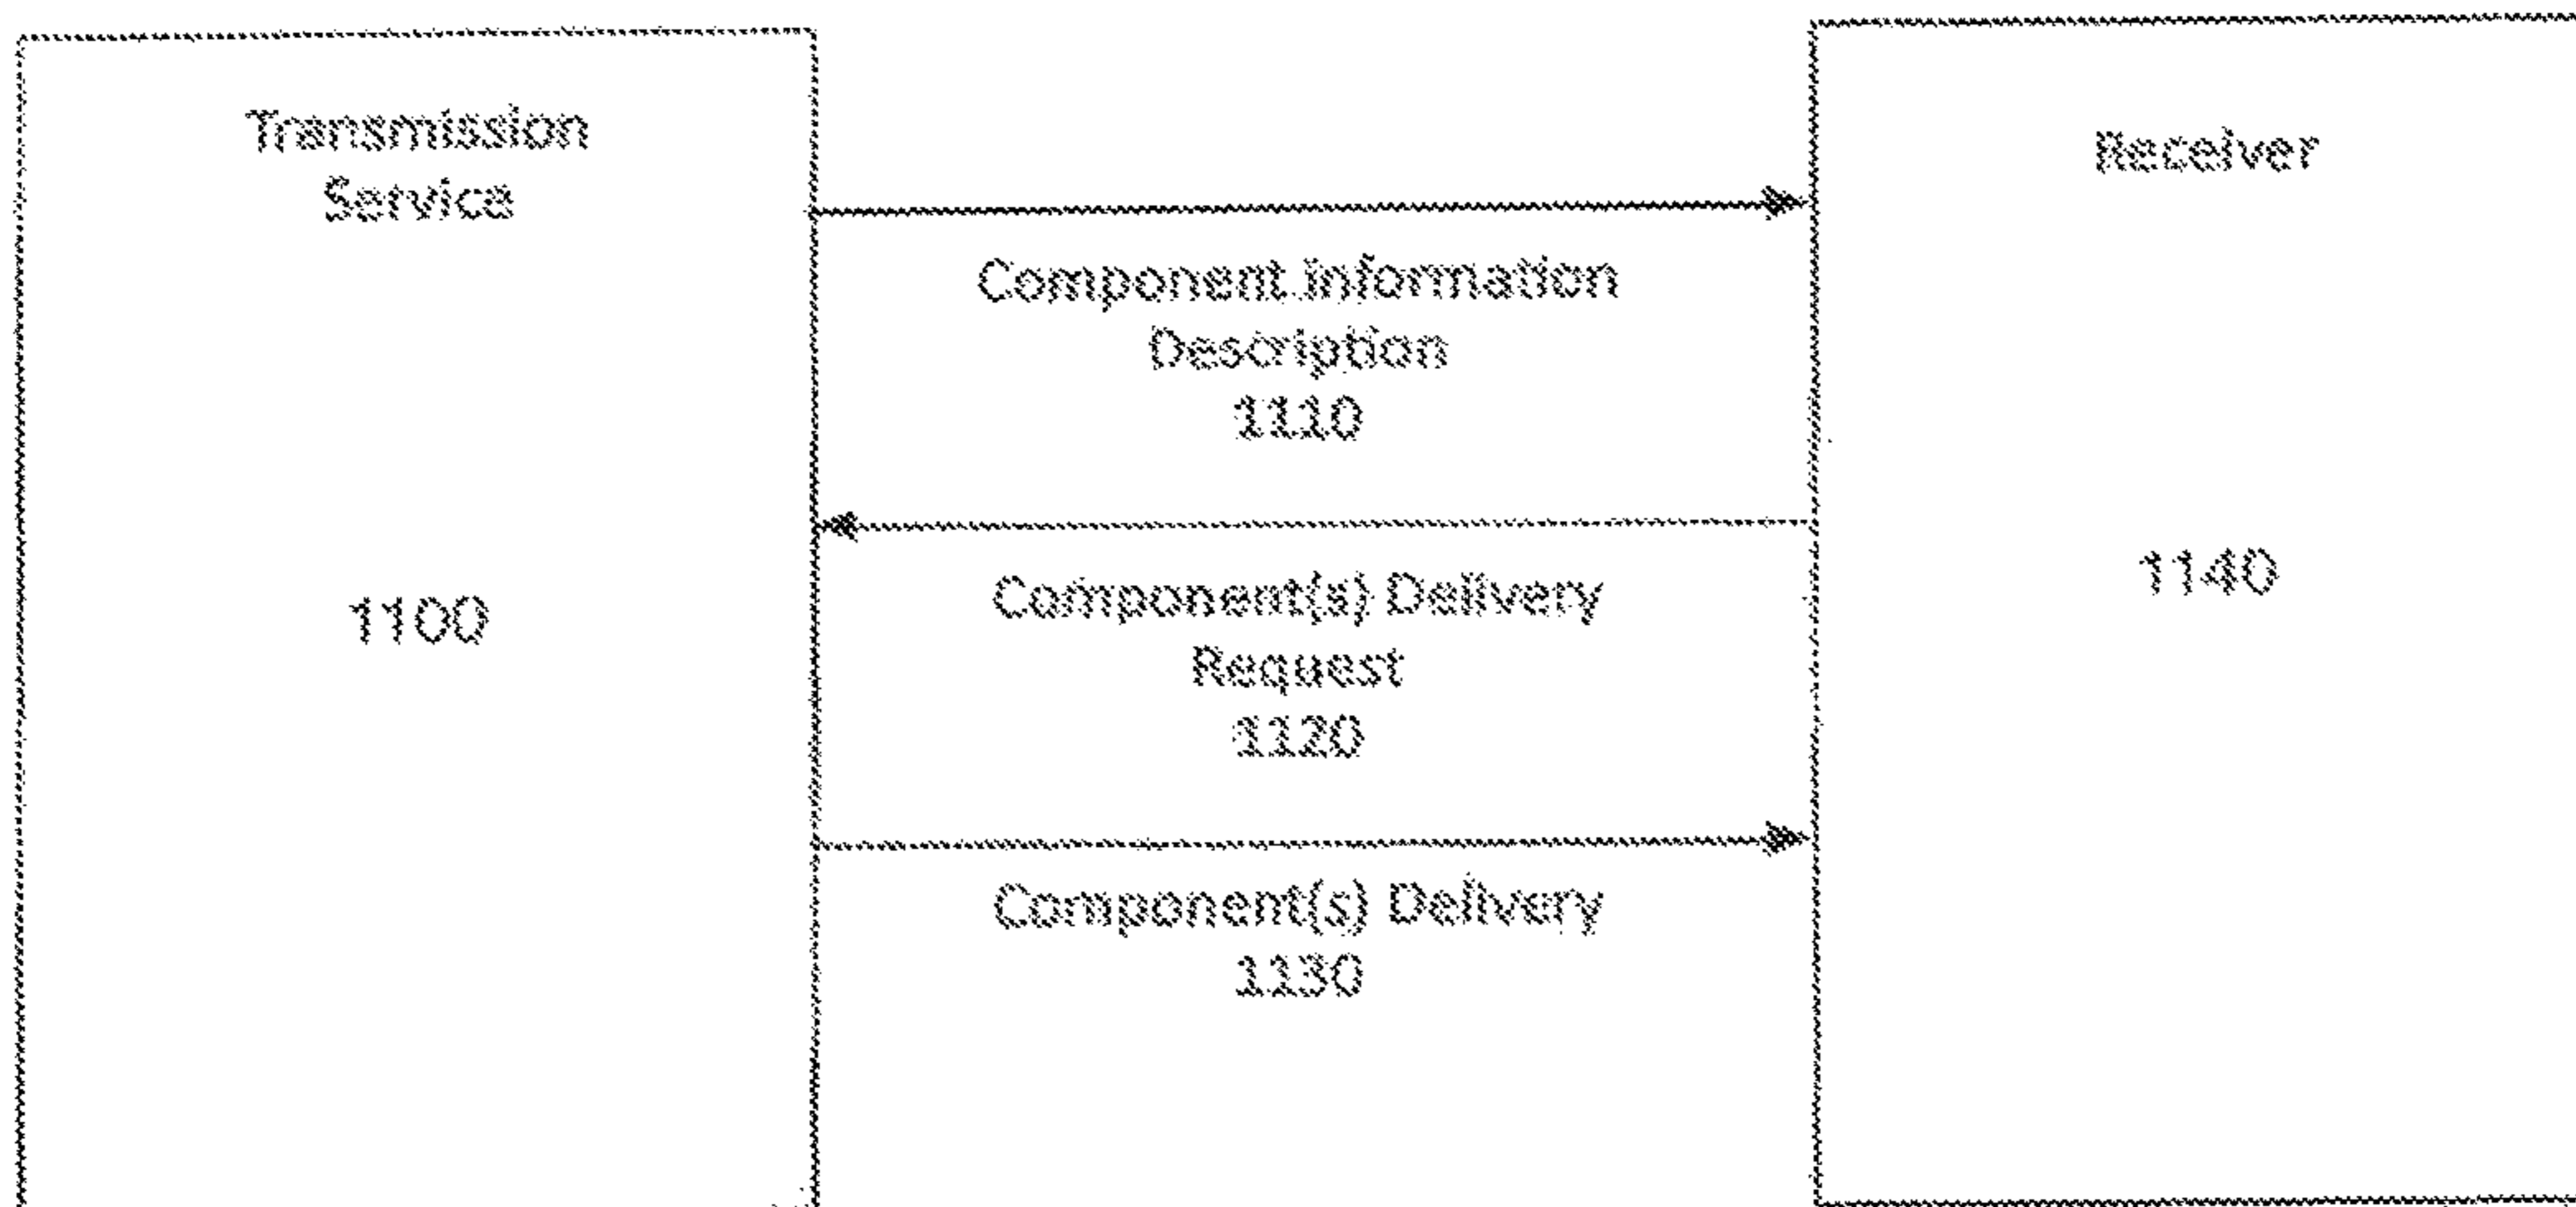 Transmission
Service
1100
Component Information
Description
1110
Component(s) Delivery
Request
1120
Component(s) Delivery
1130
Receiver
1140